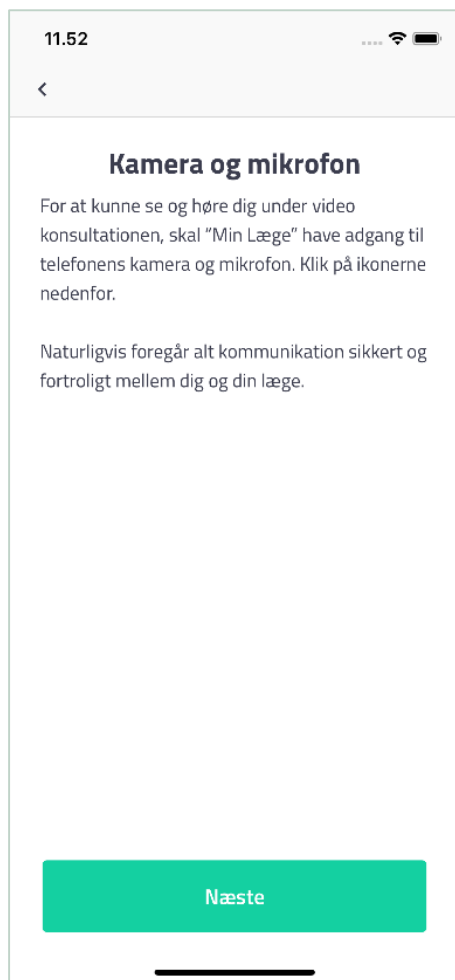 11.52
Kamera og mikrofon
For at kunne se og høre dig under video
konsultationen, skal "Min Læge" have adgang til
telefonens kamera og mikrofon. Klik på ikonerne
nedenfor.
Naturligvis foregår alt kommunikation sikkert og
fortroligt mellem dig og din læge.
Næste